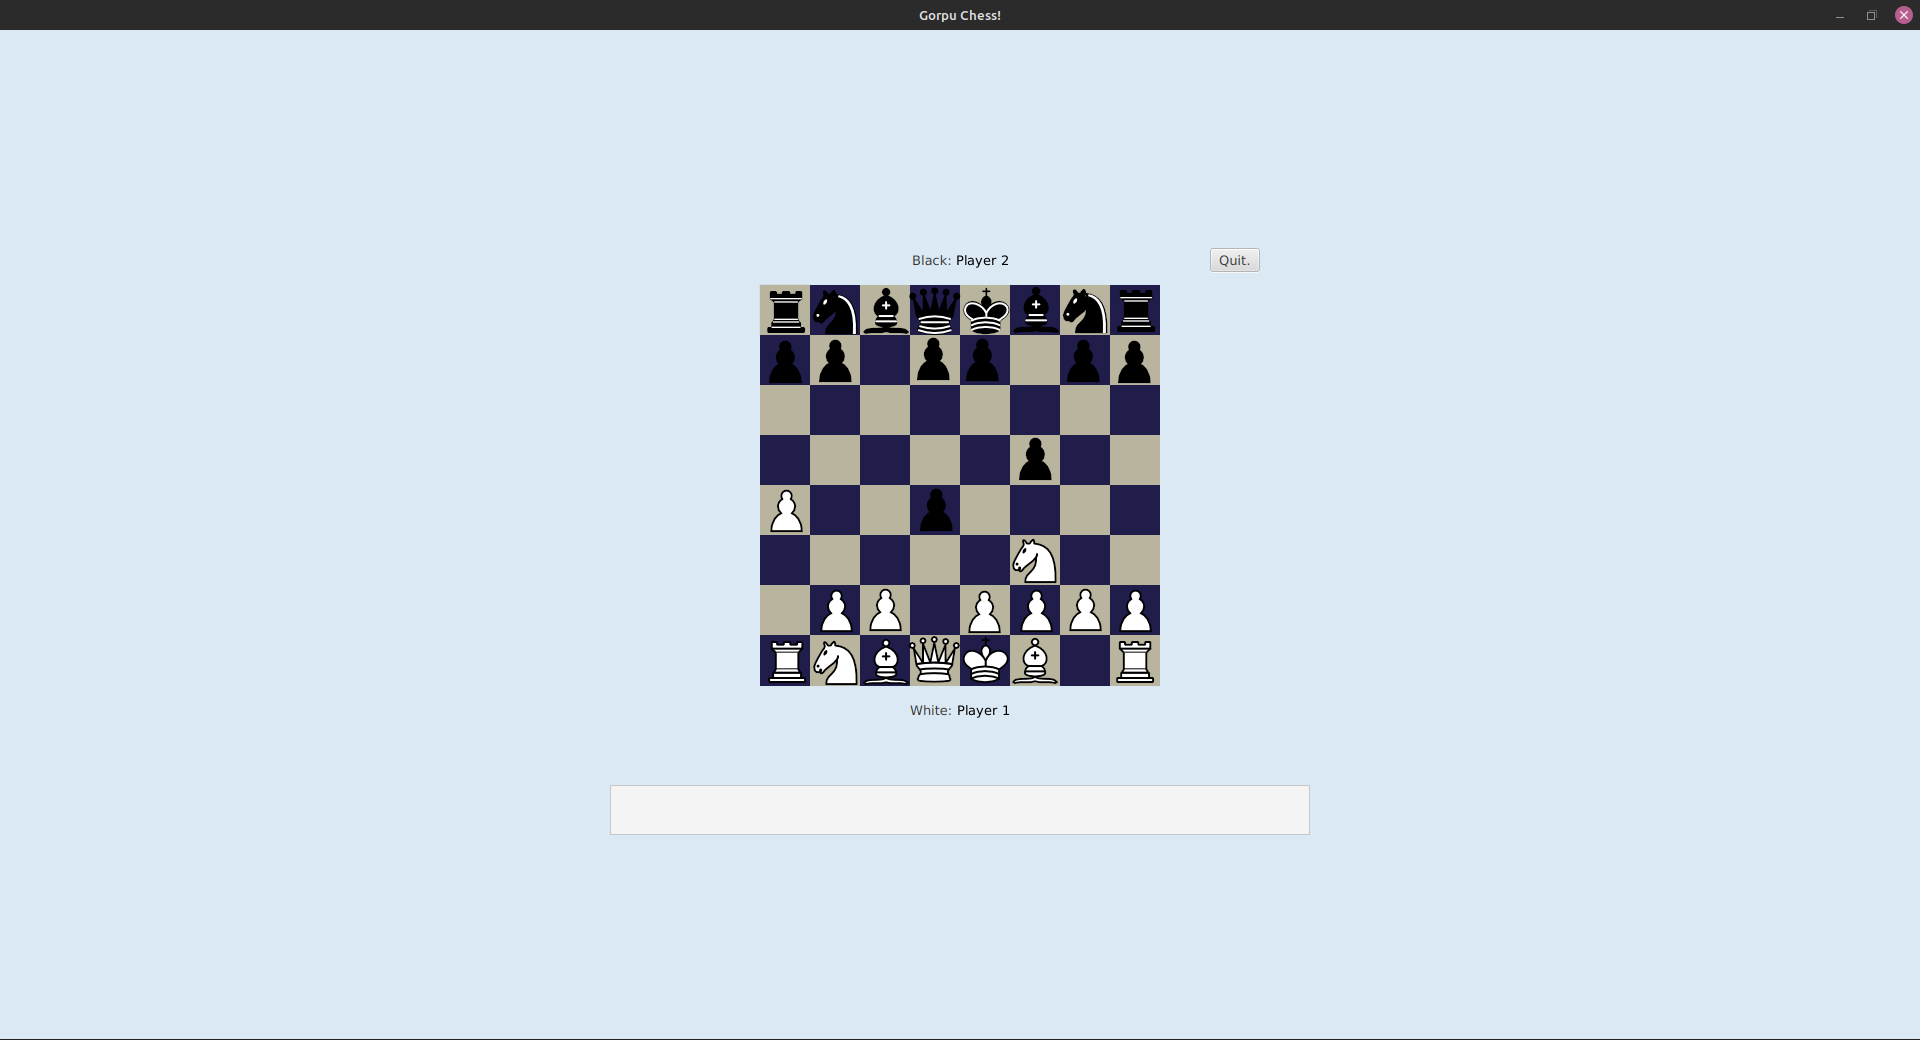 Gorpu Chess!
Black: Player 2
Quit.
White: Player 1